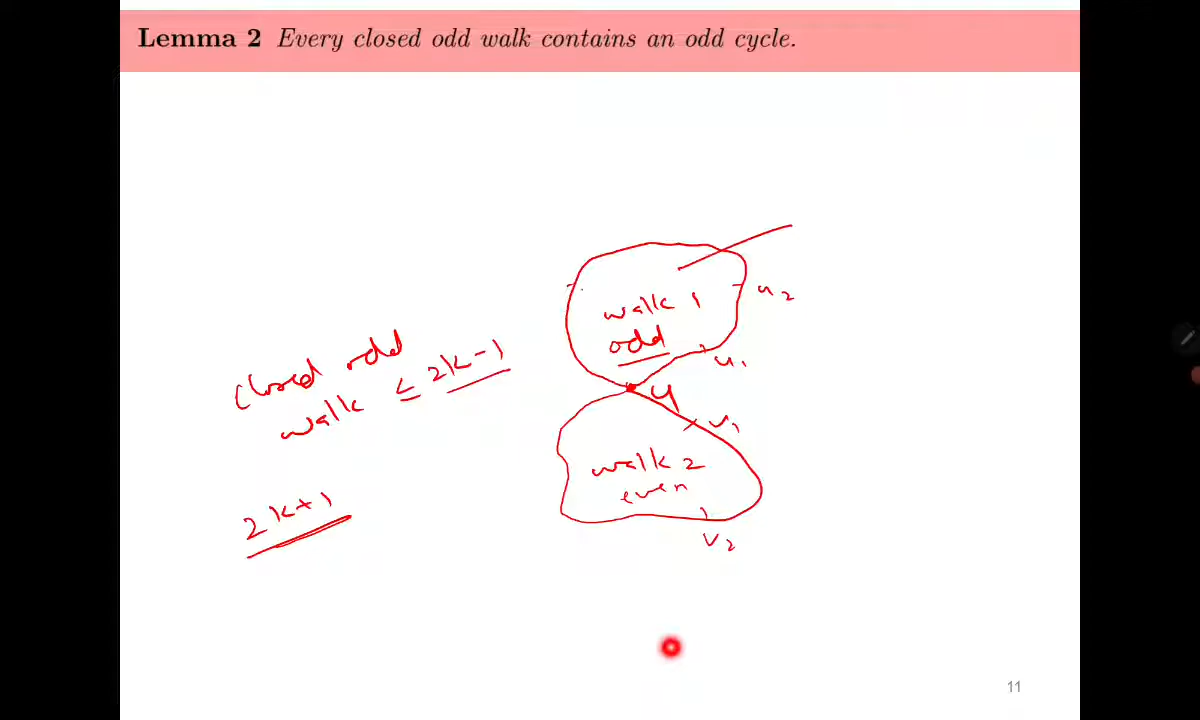 Lemma 2 Every closed odd walk contains an odd cycle.
walk 1
odd
u2
u1
closed odd
walk ≤ 2k-1
y
v1
walk 2
even
2k+1
v2
11